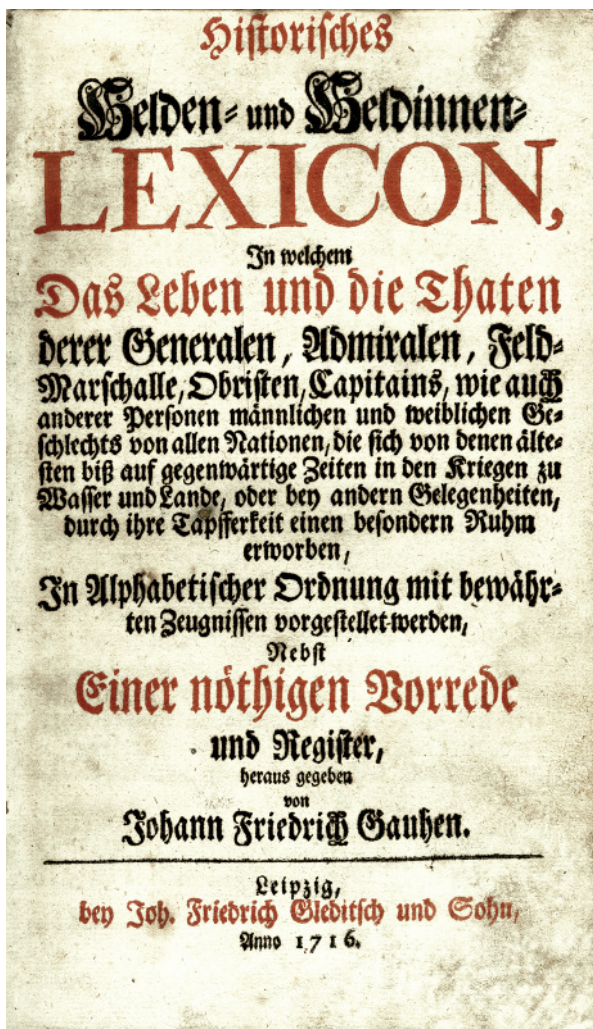 Historisches
Helden- und Heldinnen-
LEXICON,
In welchem
Das Leben und die Thaten
derer Generalen, Admiralen, Feld-
Marschalle, Obristen, Capitains, wie auch
anderer Personen männlichen und weiblichen Ge-
schlechts von allen Nationen, die sich von denen älte-
sten biß auf gegenwärtige Zeiten in den Kriegen zu
Wasser und Lande, oder bey andern Gelegenheiten,
durch ihre Tapfferkeit einen besondern Ruhm
erworben,
In Alphabetischer Ordnung mit bewähr-
ten Zeugnissen vorgestellet werden,
Nebst
Einer nöthigen Vorrede
und Register,
heraus gegeben
von
Johann Friedrich Gauhen.
Leipzig,
bey Joh. Friedrich Gleditsch und Sohn,
Anno 1716.